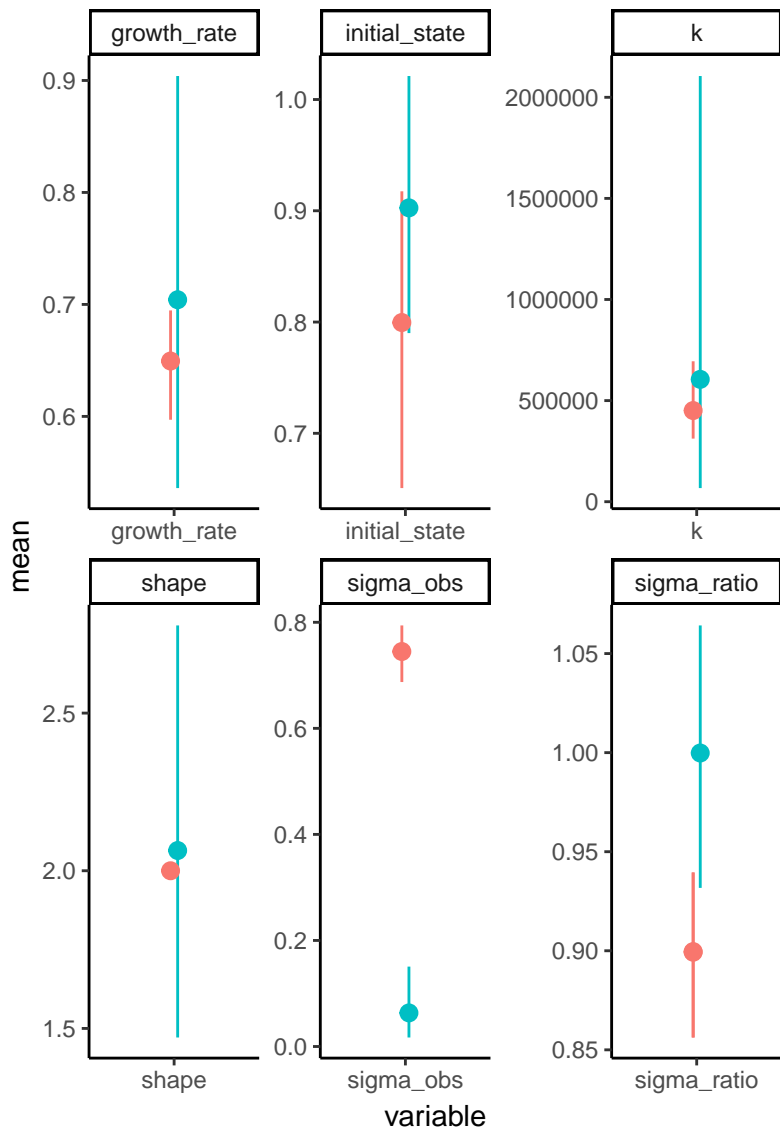 growth_rate
initial_state
k
0.9
0.8
0.7
0.6
1.0
0.9
0.8
0.7
2000000
1500000
1000000
500000
0
growth_rate
initial_state
k
mean
shape
sigma_obs
sigma_ratio
2.5
2.0
1.5
0.8
0.6
0.4
0.2
0.0
1.05
1.00
0.95
0.90
0.85
shape
sigma_obs
sigma_ratio
variable